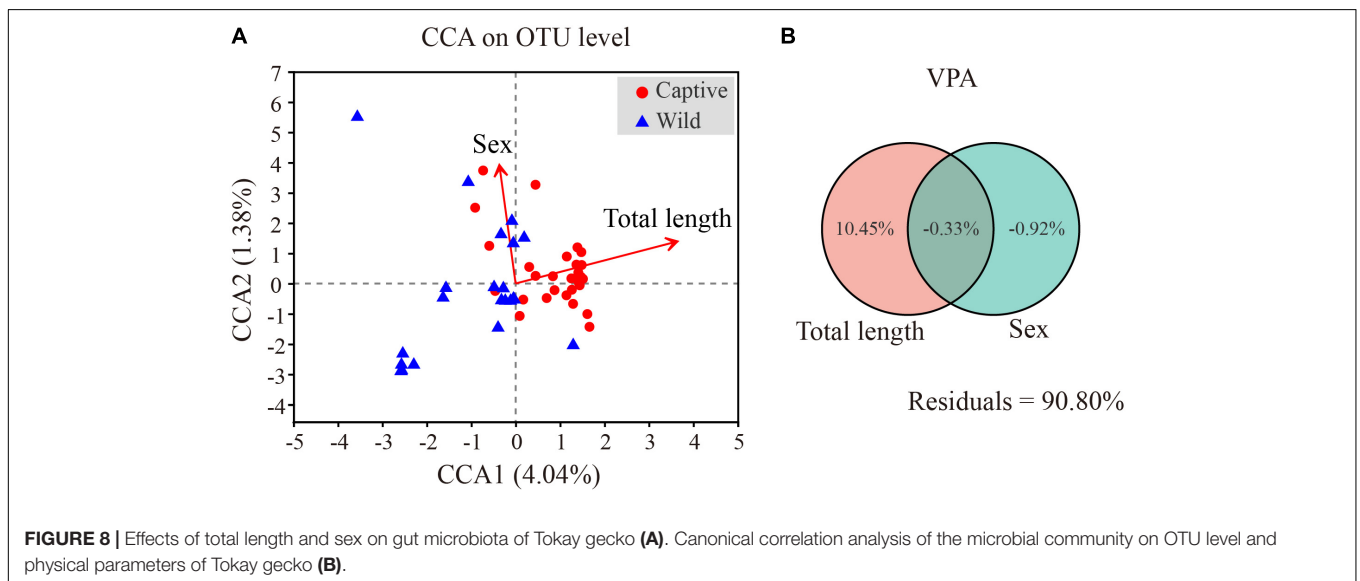 A
CCA on OTU level
Captive
Wild
Sex
Total length
7
6
5
4
3
2
1
0
-1
-2
-3
-4
CCA2 (1.38%)
-5 -4 -3 -2 -1 0 1 2 3 4 5
CCA1 (4.04%)
B
VPA
10.45% -0.33% -0.92%
Total length Sex
Residuals = 90.80%
FIGURE 8 | Effects of total length and sex on gut microbiota of Tokay gecko (A). Canonical correlation analysis of the microbial community on OTU level and
physical parameters of Tokay gecko (B).